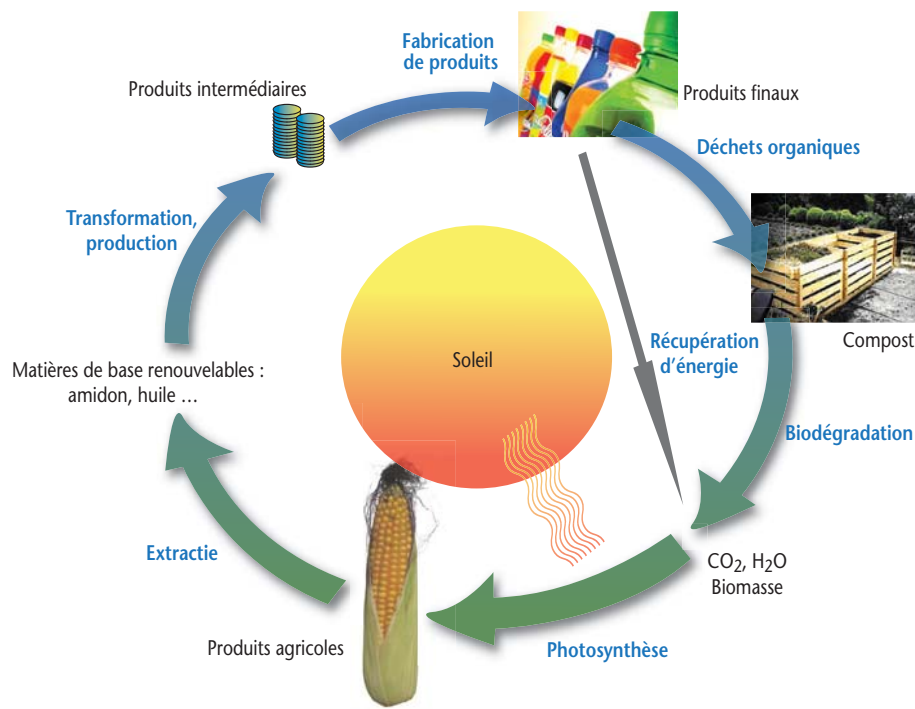 Fabrication
de produits
Produits intermédiaires
Produits finaux
Déchets organiques
Transformation,
production
Compost
Récupération
d'énergie
Soleil
Matières de base renouvelables :
amidon, huile ...
Biodégradation
Extractie
CO₂, H₂O
Biomasse
Produits agricoles
Photosynthèse